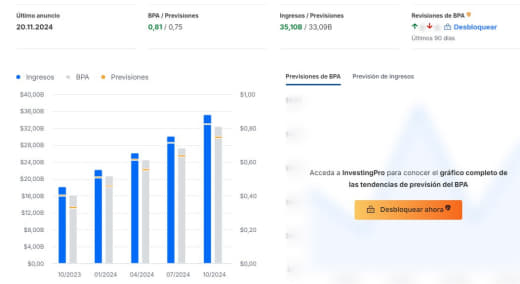 Último anuncio
20.11.2024
BPA / Previsiones
0,81 / 0,75
Ingresos / Previsiones
35,10B / 33,09B
Revisiones de BPA
Desbloquear
Últimos 90 días
Ingresos BPA Previsiones
$40,00B
$36,00B
$32,00B
$28,00B
$24,00B
$20,00B
$16,00B
$12,00B
$8,00B
$4,00B
$0,00
$1,00
$0,80
$0,60
$0,40
$0,20
$0,00
10/2023 01/2024 04/2024 07/2024 10/2024
Previsiones de BPA Previsión de ingresos
Acceda a InvestingPro para conocer el gráfico completo de
las tendencias de previsión del BPA
Desbloquear ahora